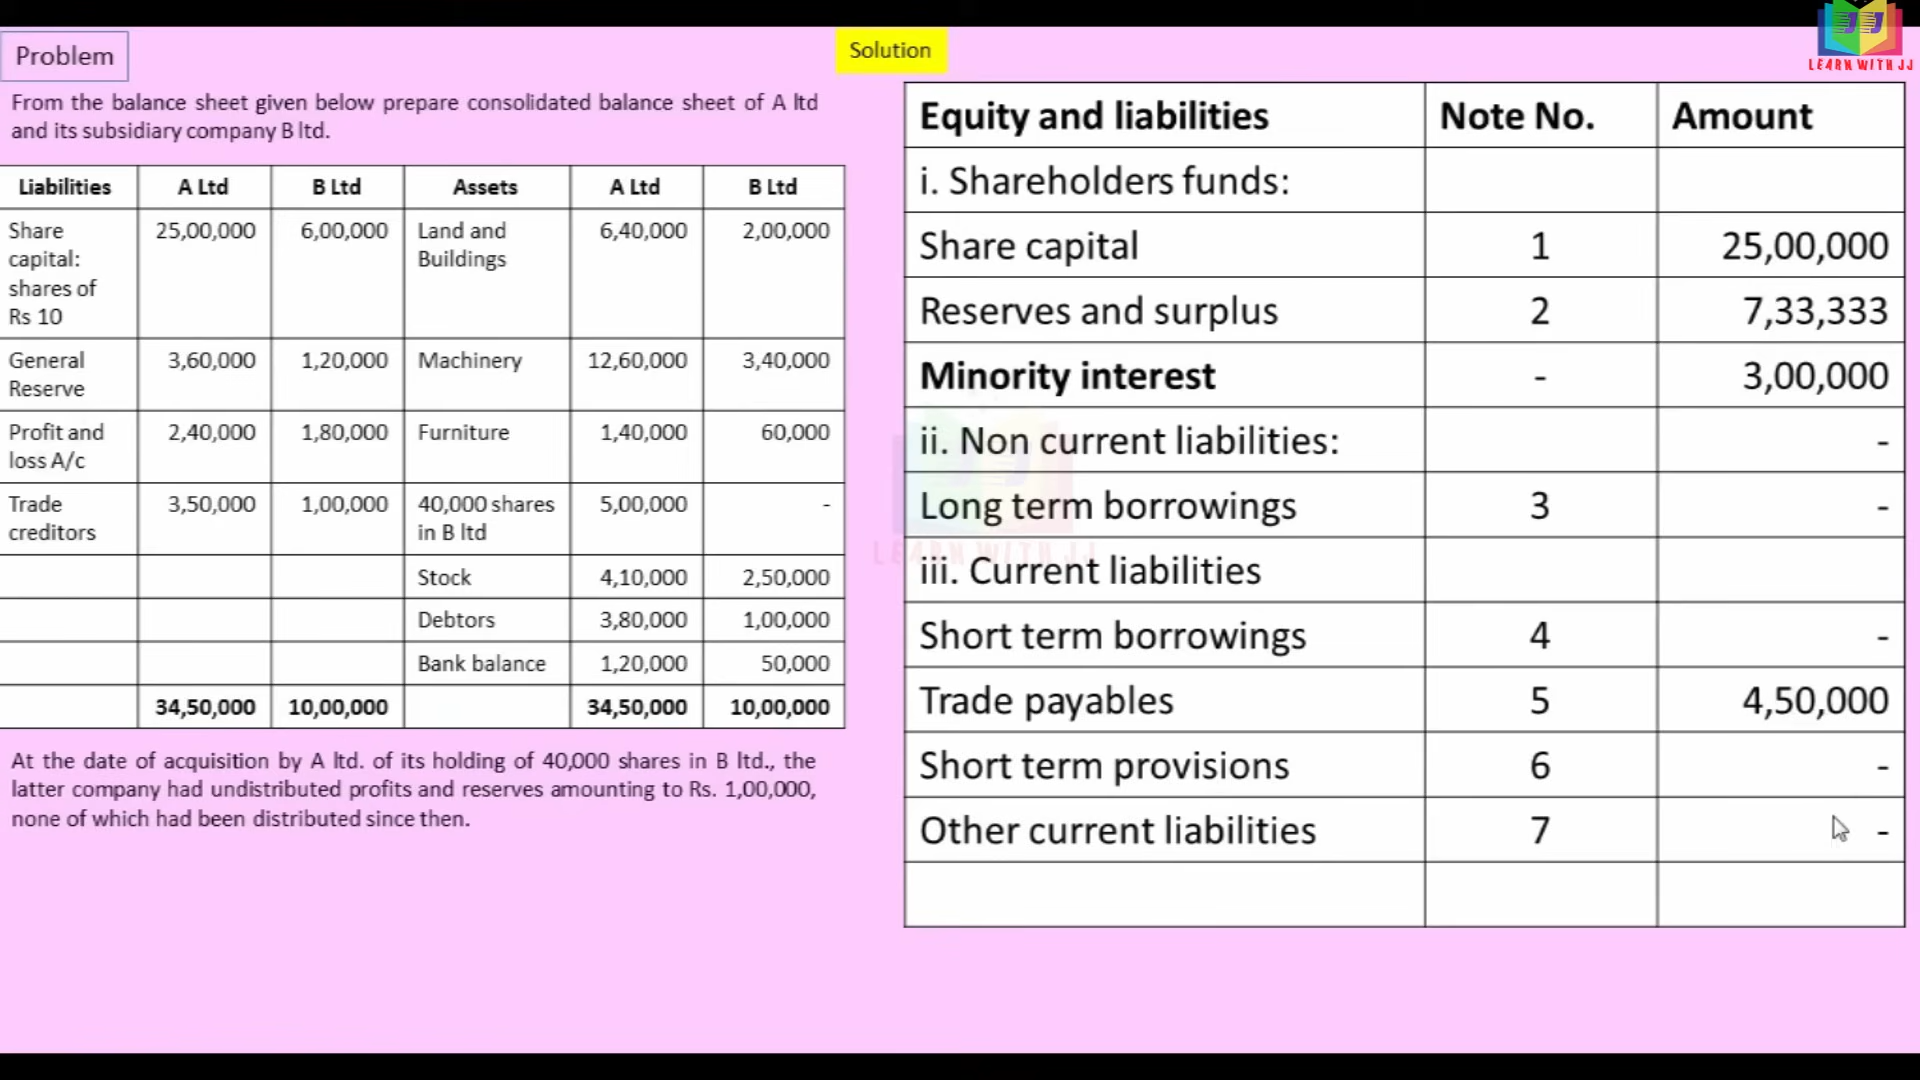 Problem
From the balance sheet given below prepare consolidated balance sheet of A ltd
and its subsidiary company B ltd.
Liabilities A Ltd B Ltd Assets A Ltd B Ltd
Share capital: shares of Rs 10 25,00,000 6,00,000 Land and Buildings 6,40,000 2,00,000
General Reserve 3,60,000 1,20,000 Machinery 12,60,000 3,40,000
Profit and loss A/c 2,40,000 1,80,000 Furniture 1,40,000 60,000
Trade creditors 3,50,000 1,00,000 40,000 shares in B ltd 5,00,000 -
Stock 4,10,000 2,50,000
Debtors 3,80,000 1,00,000
Bank balance 1,20,000 50,000
34,50,000 10,00,000 34,50,000 10,00,000
At the date of acquisition by A ltd. of its holding of 40,000 shares in B ltd., the
latter company had undistributed profits and reserves amounting to Rs. 1,00,000,
none of which had been distributed since then.
Solution
Equity and liabilities Note No. Amount
i. Shareholders funds:
Share capital 1 25,00,000
Reserves and surplus 2 7,33,333
Minority interest - 3,00,000
ii. Non current liabilities: -
Long term borrowings 3 -
iii. Current liabilities
Short term borrowings 4 -
Trade payables 5 4,50,000
Short term provisions 6 -
Other current liabilities 7 -
JJ
LEARN WITH JJ
LEARN WITH JJ